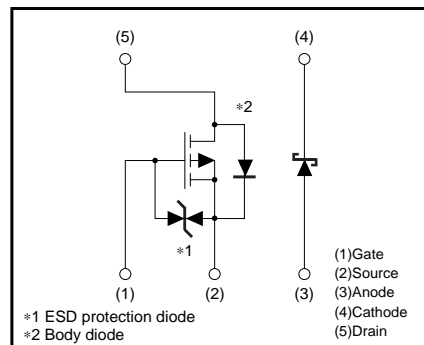 (5) (4)
∗2
∗1
(1) (2) (3)
(1)Gate
(2)Source
(3)Anode
(4)Cathode
(5)Drain
∗1 ESD protection diode
∗2 Body diode